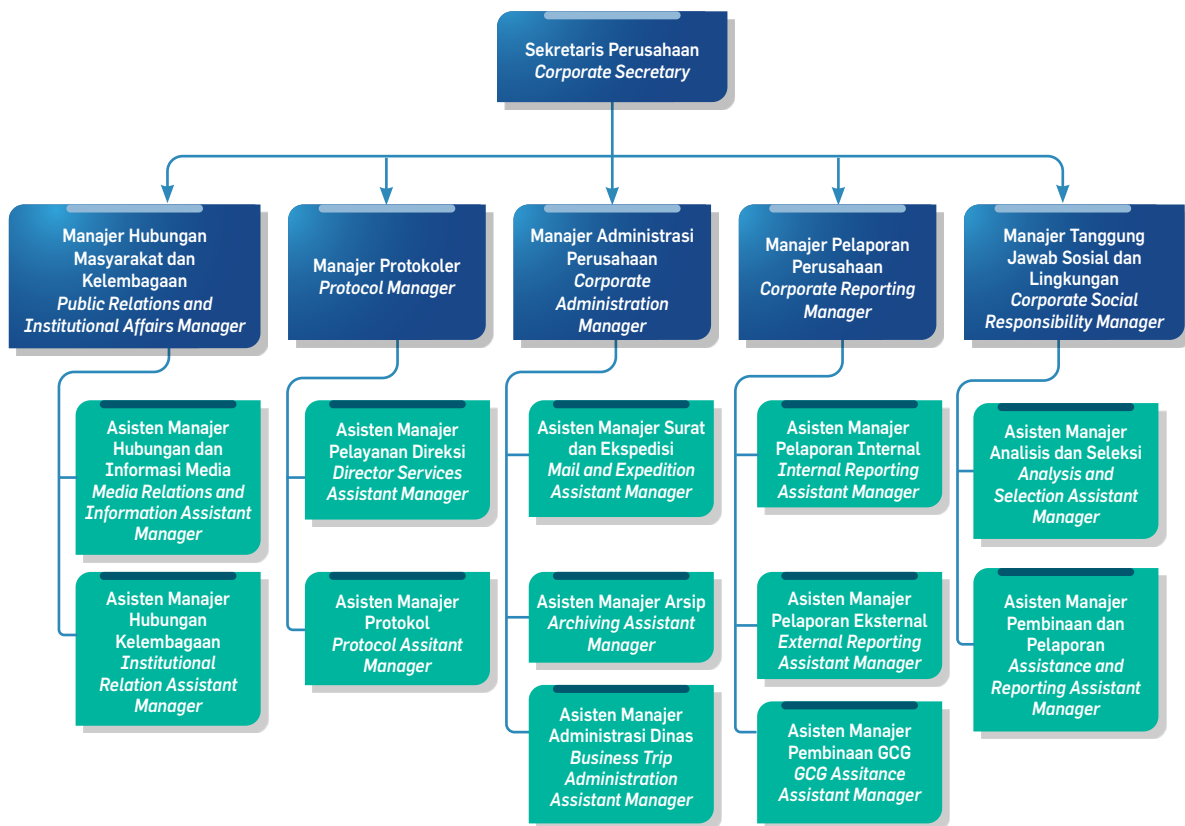 Sekretaris Perusahaan
Corporate Secretary
Manajer Hubungan
Masyarakat dan
Kelembagaan
Public Relations and
Institutional Affairs Manager
Manajer Protokoler
Protocol Manager
Manajer Administrasi
Perusahaan
Corporate
Administration
Manager
Manajer Pelaporan
Perusahaan
Corporate Reporting
Manager
Manajer Tanggung
Jawab Sosial dan
Lingkungan
Corporate Social
Responsibility Manager
Asisten Manajer
Hubungan dan
Informasi Media
Media Relations and
Information Assistant
Manager
Asisten Manajer
Pelayanan Direksi
Director Services
Assistant Manager
Asisten Manajer Surat
dan Ekspedisi
Mail and Expedition
Assistant Manager
Asisten Manajer
Pelaporan Internal
Internal Reporting
Assistant Manager
Asisten Manajer
Analisis dan Seleksi
Analysis and
Selection Assistant
Manager
Asisten Manajer
Hubungan
Kelembagaan
Institutional
Relation Assistant
Manager
Asisten Manajer
Protokol
Protocol Assitant
Manager
Asisten Manajer Arsip
Archiving Assistant
Manager
Asisten Manajer
Pelaporan Eksternal
External Reporting
Assistant Manager
Asisten Manajer
Pembinaan dan
Pelaporan
Assistance and
Reporting Assistant
Manager
Asisten Manajer
Administrasi Dinas
Business Trip
Administration
Assistant Manager
Asisten Manajer
Pembinaan GCG
GCG Assitance
Assistant Manager